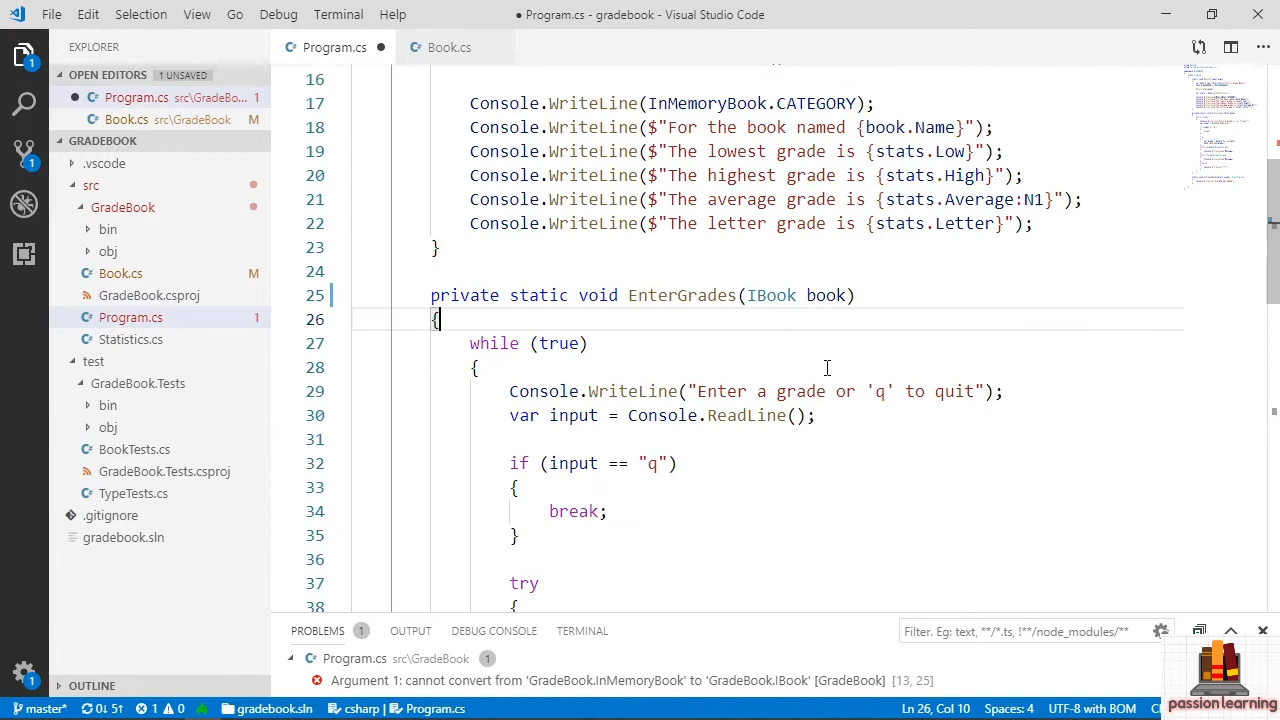 File Edit Selection View Go Debug Terminal Help
● Program.cs - gradebook - Visual Studio Code
EXPLORER
OPEN EDITORS 1 UNSAVED
Program.cs src\GradeBo... 1
Book.cs src\GradeBook M
GRADEBOOK
.vscode
src
GradeBook
bin
obj
Book.cs M
GradeBook.csproj
Program.cs 1
Statistics.cs
test
GradeBook.Tests
bin
obj
BookTests.cs
GradeBook.Tests.csproj
TypeTests.cs
.gitignore
gradebook.sln
OUTLINE
1
1
1
Program.cs ●
Book.cs
16
17 Console.WriteLine(InMemoryBook.CATEGORY);
18 Console.WriteLine($"For the book named {book.Name}");
19 Console.WriteLine($"The lowest grade is {stats.Low}");
20 Console.WriteLine($"The highest grade is {stats.High}");
21 Console.WriteLine($"The average grade is {stats.Average:N1}");
22 Console.WriteLine($"The letter grade is {stats.Letter}");
23 }
24
25 private static void EnterGrades(IBook book)
26 {
27 while (true)
28 {
29 Console.WriteLine("Enter a grade or 'q' to quit");
30 var input = Console.ReadLine();
31
32 if (input == "q")
33 {
34 break;
35 }
36
37 try
38 {
PROBLEMS 1 OUTPUT DEBUG CONSOLE TERMINAL
Filter. Eg: text, **/*.ts, !**/node_modules/**
Program.cs src\GradeBook 1
Argument 1: cannot convert from 'GradeBook.InMemoryBook' to 'GradeBook.IBook' [GradeBook] [13, 25]
passion learning
master* 0↓ 5↑ 1 0 gradebook.sln csharp | Program.cs
Ln 26, Col 10 Spaces: 4 UTF-8 with BOM